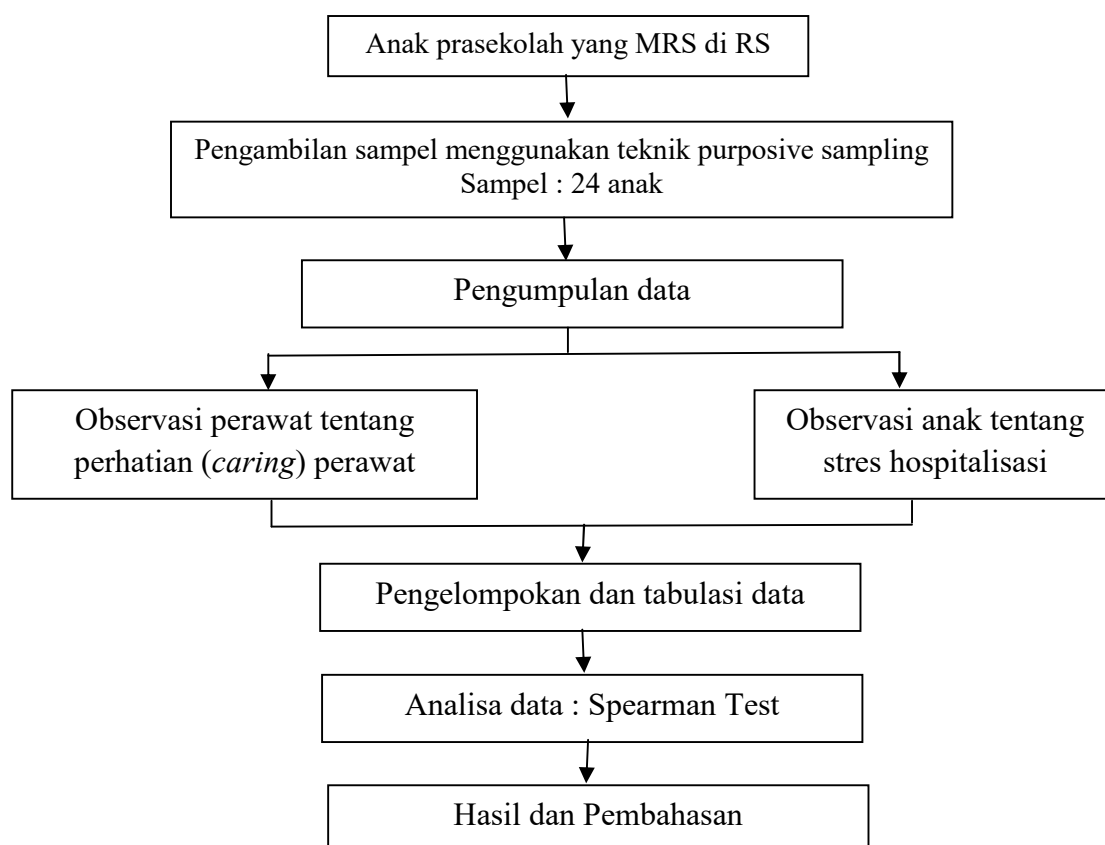 Anak prasekolah yang MRS di RS
Pengambilan sampel menggunakan teknik purposive sampling
Sampel : 24 anak
Pengumpulan data
Observasi perawat tentang
perhatian (caring) perawat
Observasi anak tentang
stres hospitalisasi
Pengelompokan dan tabulasi data
Analisa data : Spearman Test
Hasil dan Pembahasan